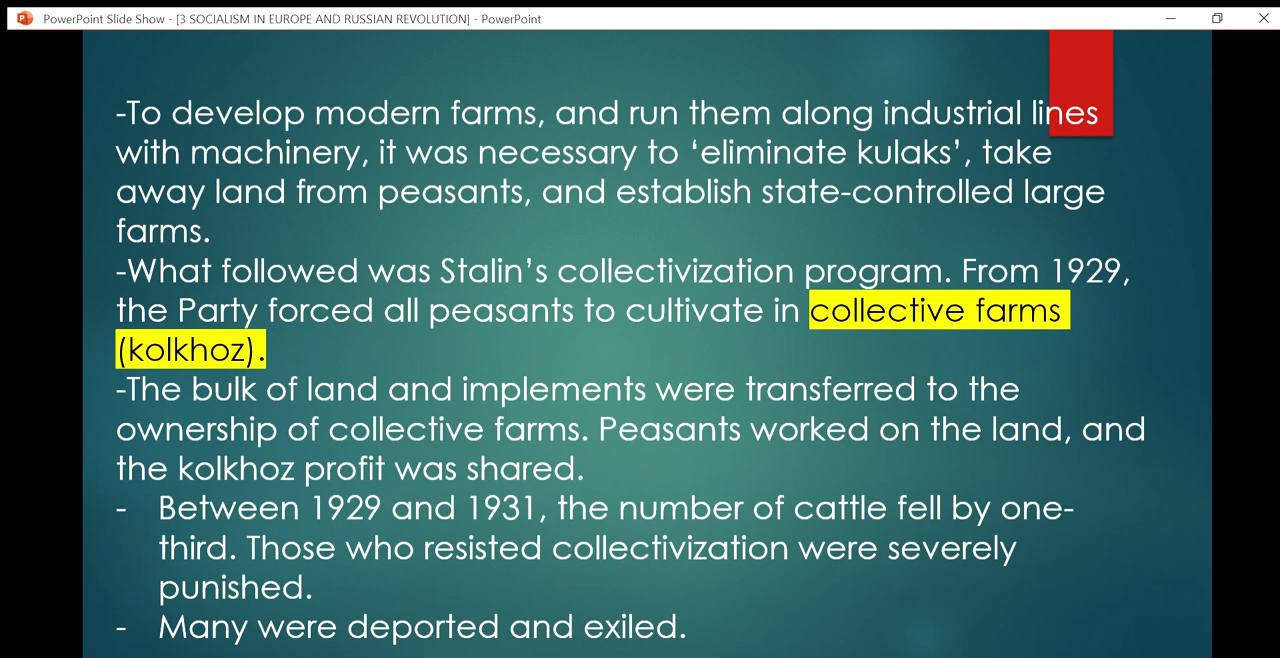 PowerPoint Slide Show - [3 SOCIALISM IN EUROPE AND RUSSIAN REVOLUTION] - PowerPoint
-To develop modern farms, and run them along industrial lines
with machinery, it was necessary to ‘eliminate kulaks’, take
away land from peasants, and establish state-controlled large
farms.
-What followed was Stalin’s collectivization program. From 1929,
the Party forced all peasants to cultivate in collective farms
(kolkhoz).
-The bulk of land and implements were transferred to the
ownership of collective farms. Peasants worked on the land, and
the kolkhoz profit was shared.
- Between 1929 and 1931, the number of cattle fell by one-
third. Those who resisted collectivization were severely
punished.
- Many were deported and exiled.